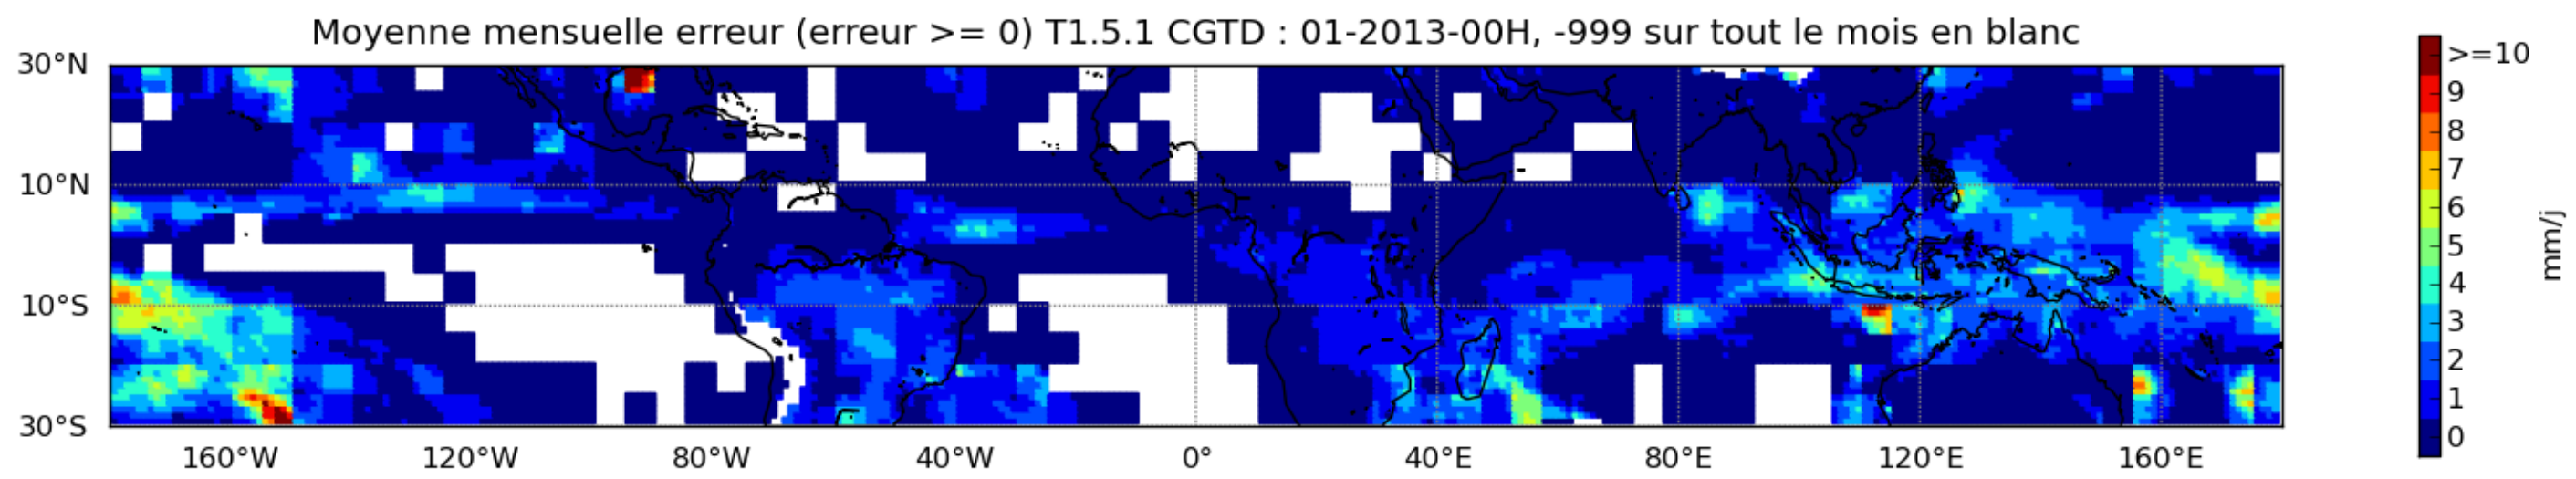 Moyenne mensuelle erreur (erreur >= 0) T1.5.1 CGTD : 01-2013-00H, -999 sur tout le mois en blanc
30°N
10°N
10°S
30°S
160°W 120°W 80°W 40°W 0° 40°E 80°E 120°E 160°E
>=10
9
8
7
6
5
4
3
2
1
0
mm/j